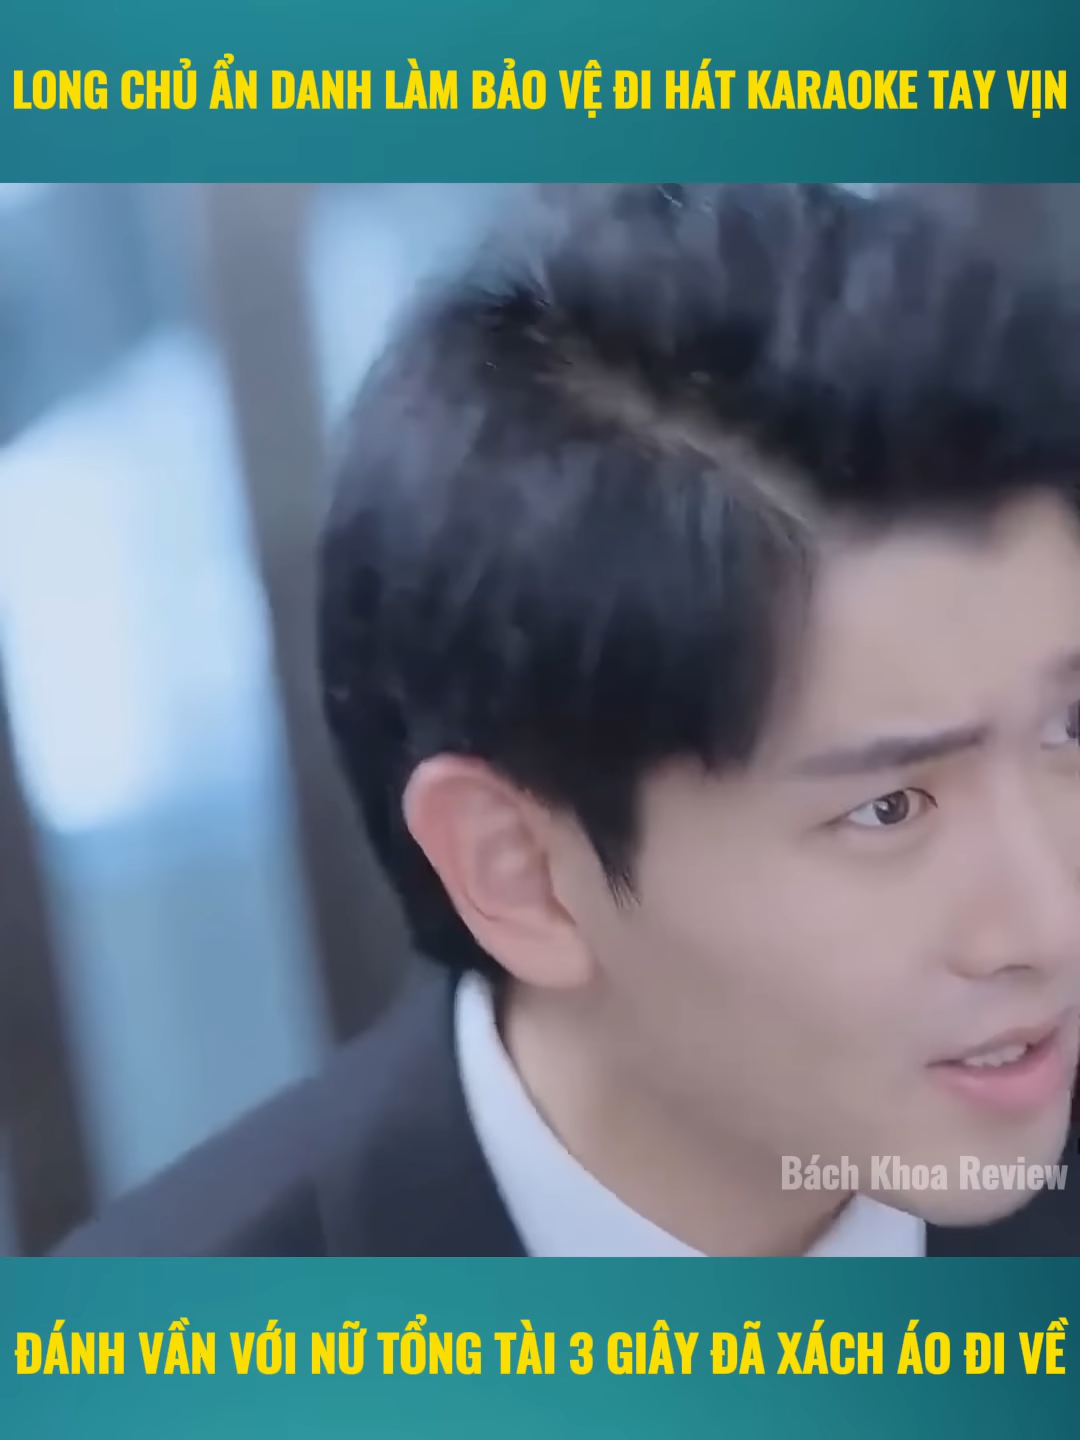 LONG CHỦ ẨN DANH LÀM BẢO VỆ ĐI HÁT KARAOKE TAY VỊN
Bách Khoa Review
ĐÁNH VẦN VỚI NỮ TỔNG TÀI 3 GIÂY ĐÃ XÁCH ÁO ĐI VỀ